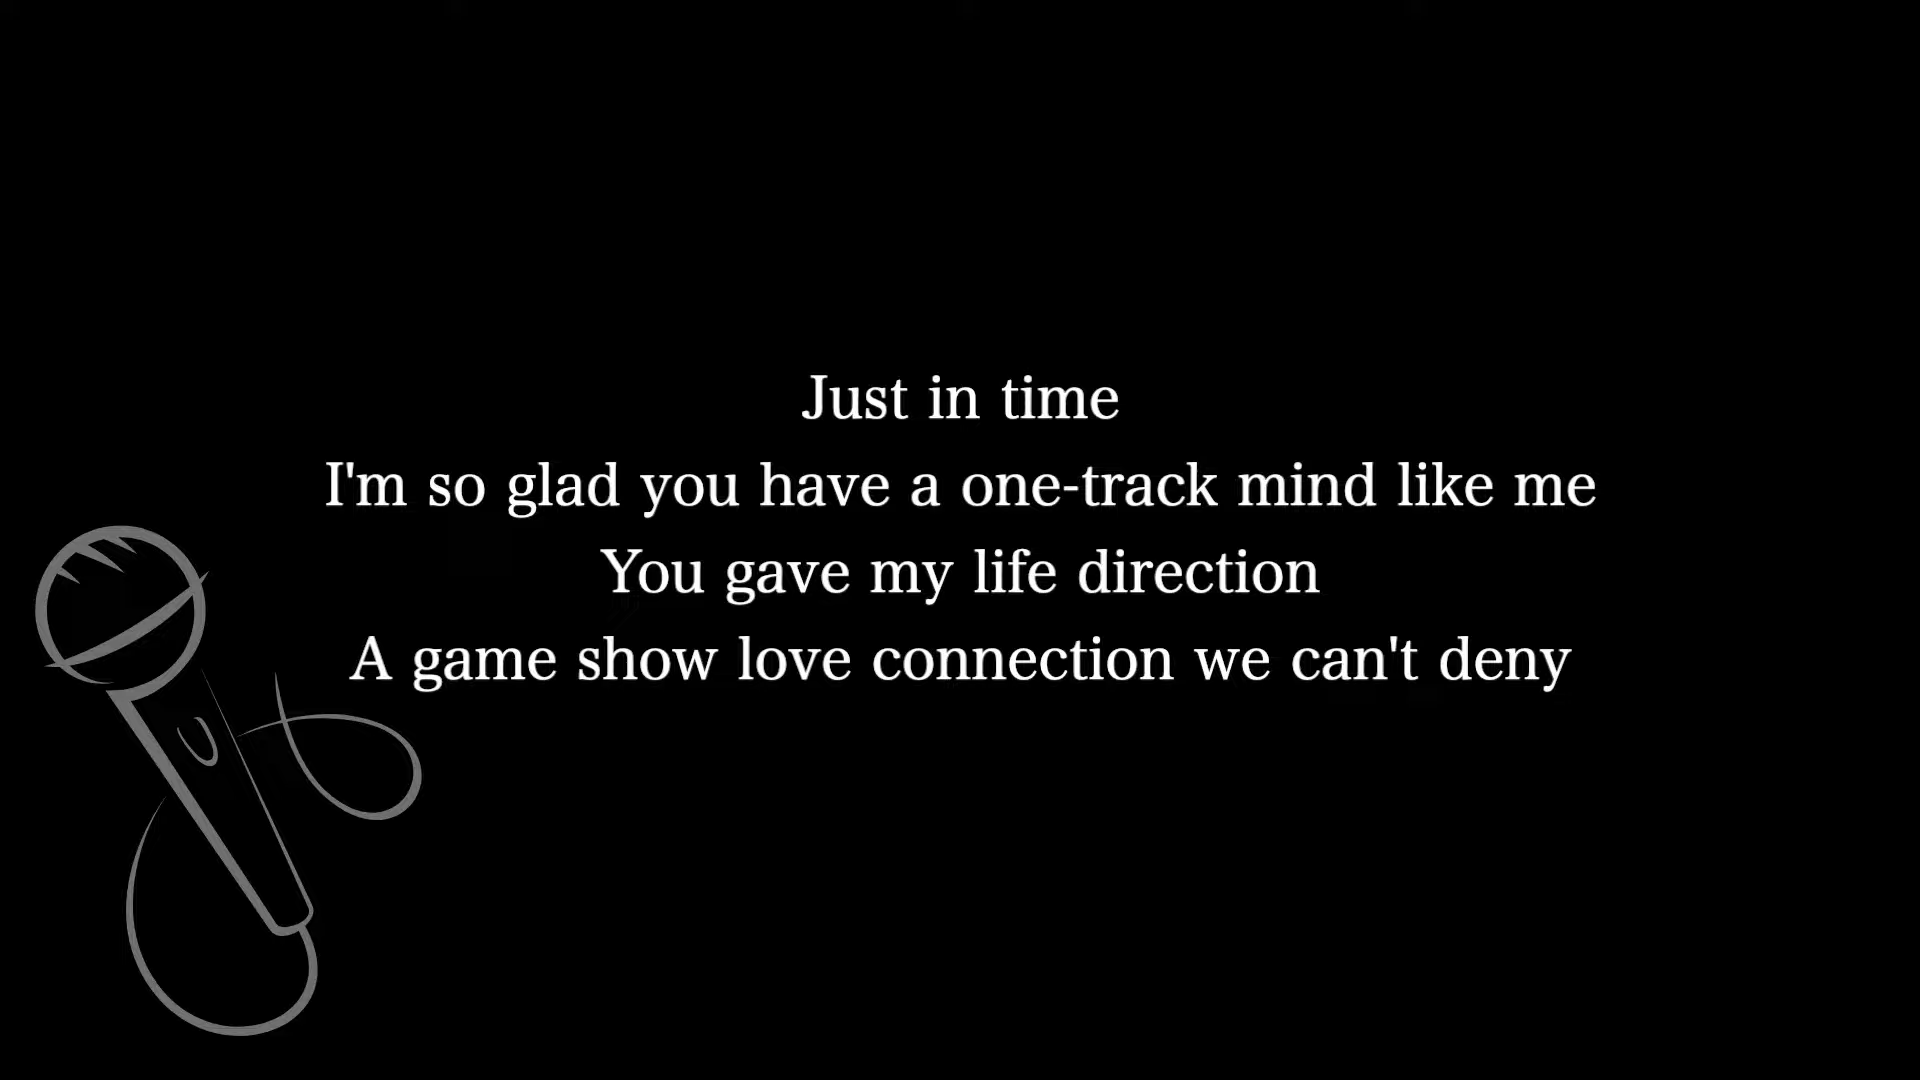 Just in time
I'm so glad you have a one-track mind like me
You gave my life direction
A game show love connection we can't deny